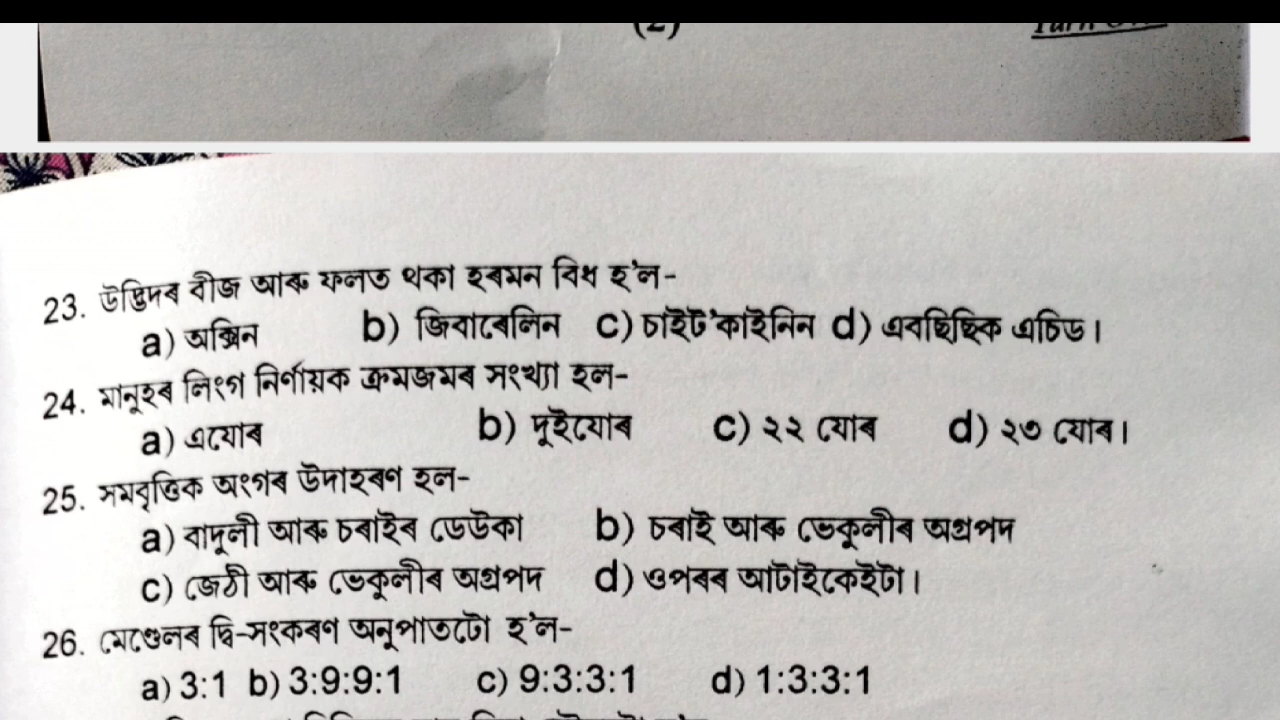 (2)
23. উদ্ভিদৰ বীজ আৰু ফলত থকা হৰমন বিধ হ'ল-
a) অক্সিন b) জিবাৰেলিন c) চাইট'কাইনিন d) এবছিছিক এচিড।
24. মানুহৰ লিংগ নিৰ্ণায়ক ক্ৰমজমৰ সংখ্যা হল-
a) এযোৰ b) দুইযোৰ c) ২২ যোৰ d) ২৩ যোৰ।
25. সমবৃত্তিক অংগৰ উদাহৰণ হল-
a) বাদুলী আৰু চৰাইৰ ডেউকা b) চৰাই আৰু ভেকুলীৰ অগ্ৰপদ
c) জেঠী আৰু ভেকুলীৰ অগ্ৰপদ d) ওপৰৰ আটাইকেইটা।
26. মেণ্ডেলৰ দ্বি-সংকৰণ অনুপাতটো হ'ল-
a) 3:1 b) 3:9:9:1 c) 9:3:3:1 d) 1:3:3:1